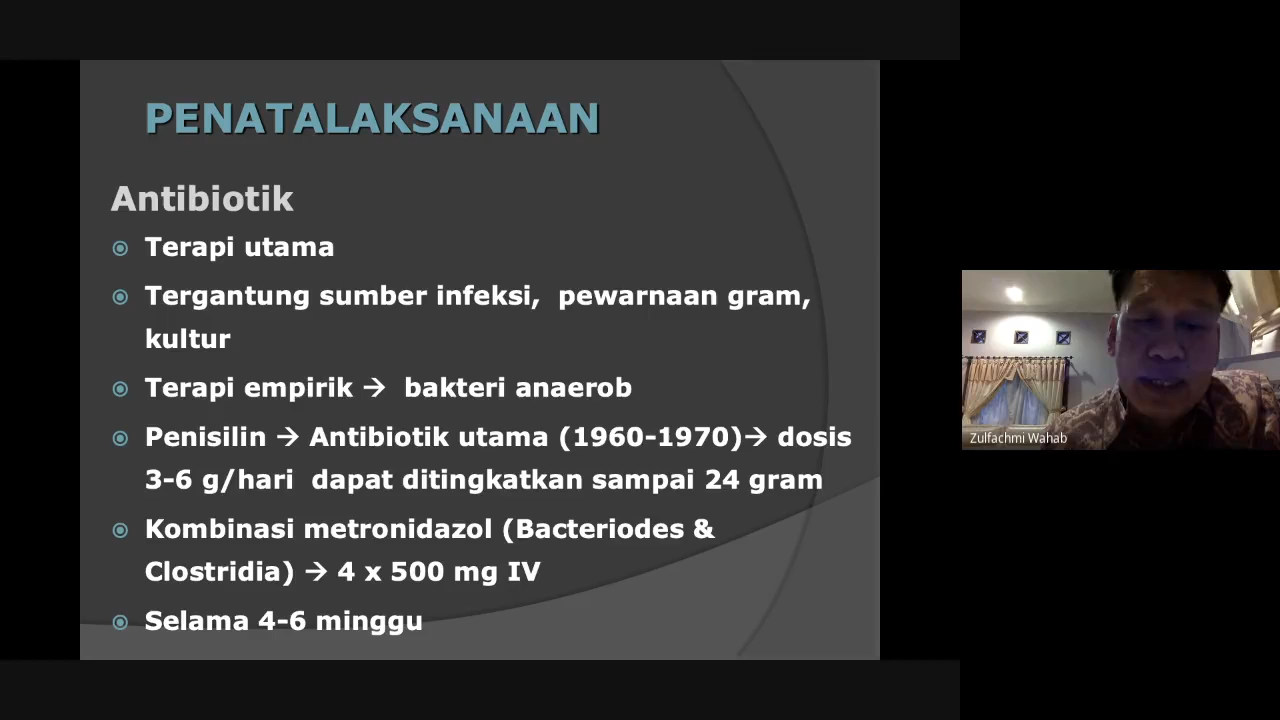 PENATALAKSANAAN
Antibiotik
Terapi utama
Tergantung sumber infeksi, pewarnaan gram,
kultur
Terapi empirik → bakteri anaerob
Penisilin → Antibiotik utama (1960-1970)→ dosis
3-6 g/hari dapat ditingkatkan sampai 24 gram
Kombinasi metronidazol (Bacteriodes &
Clostridia) → 4 x 500 mg IV
Selama 4-6 minggu
Zulfachmi Wahab